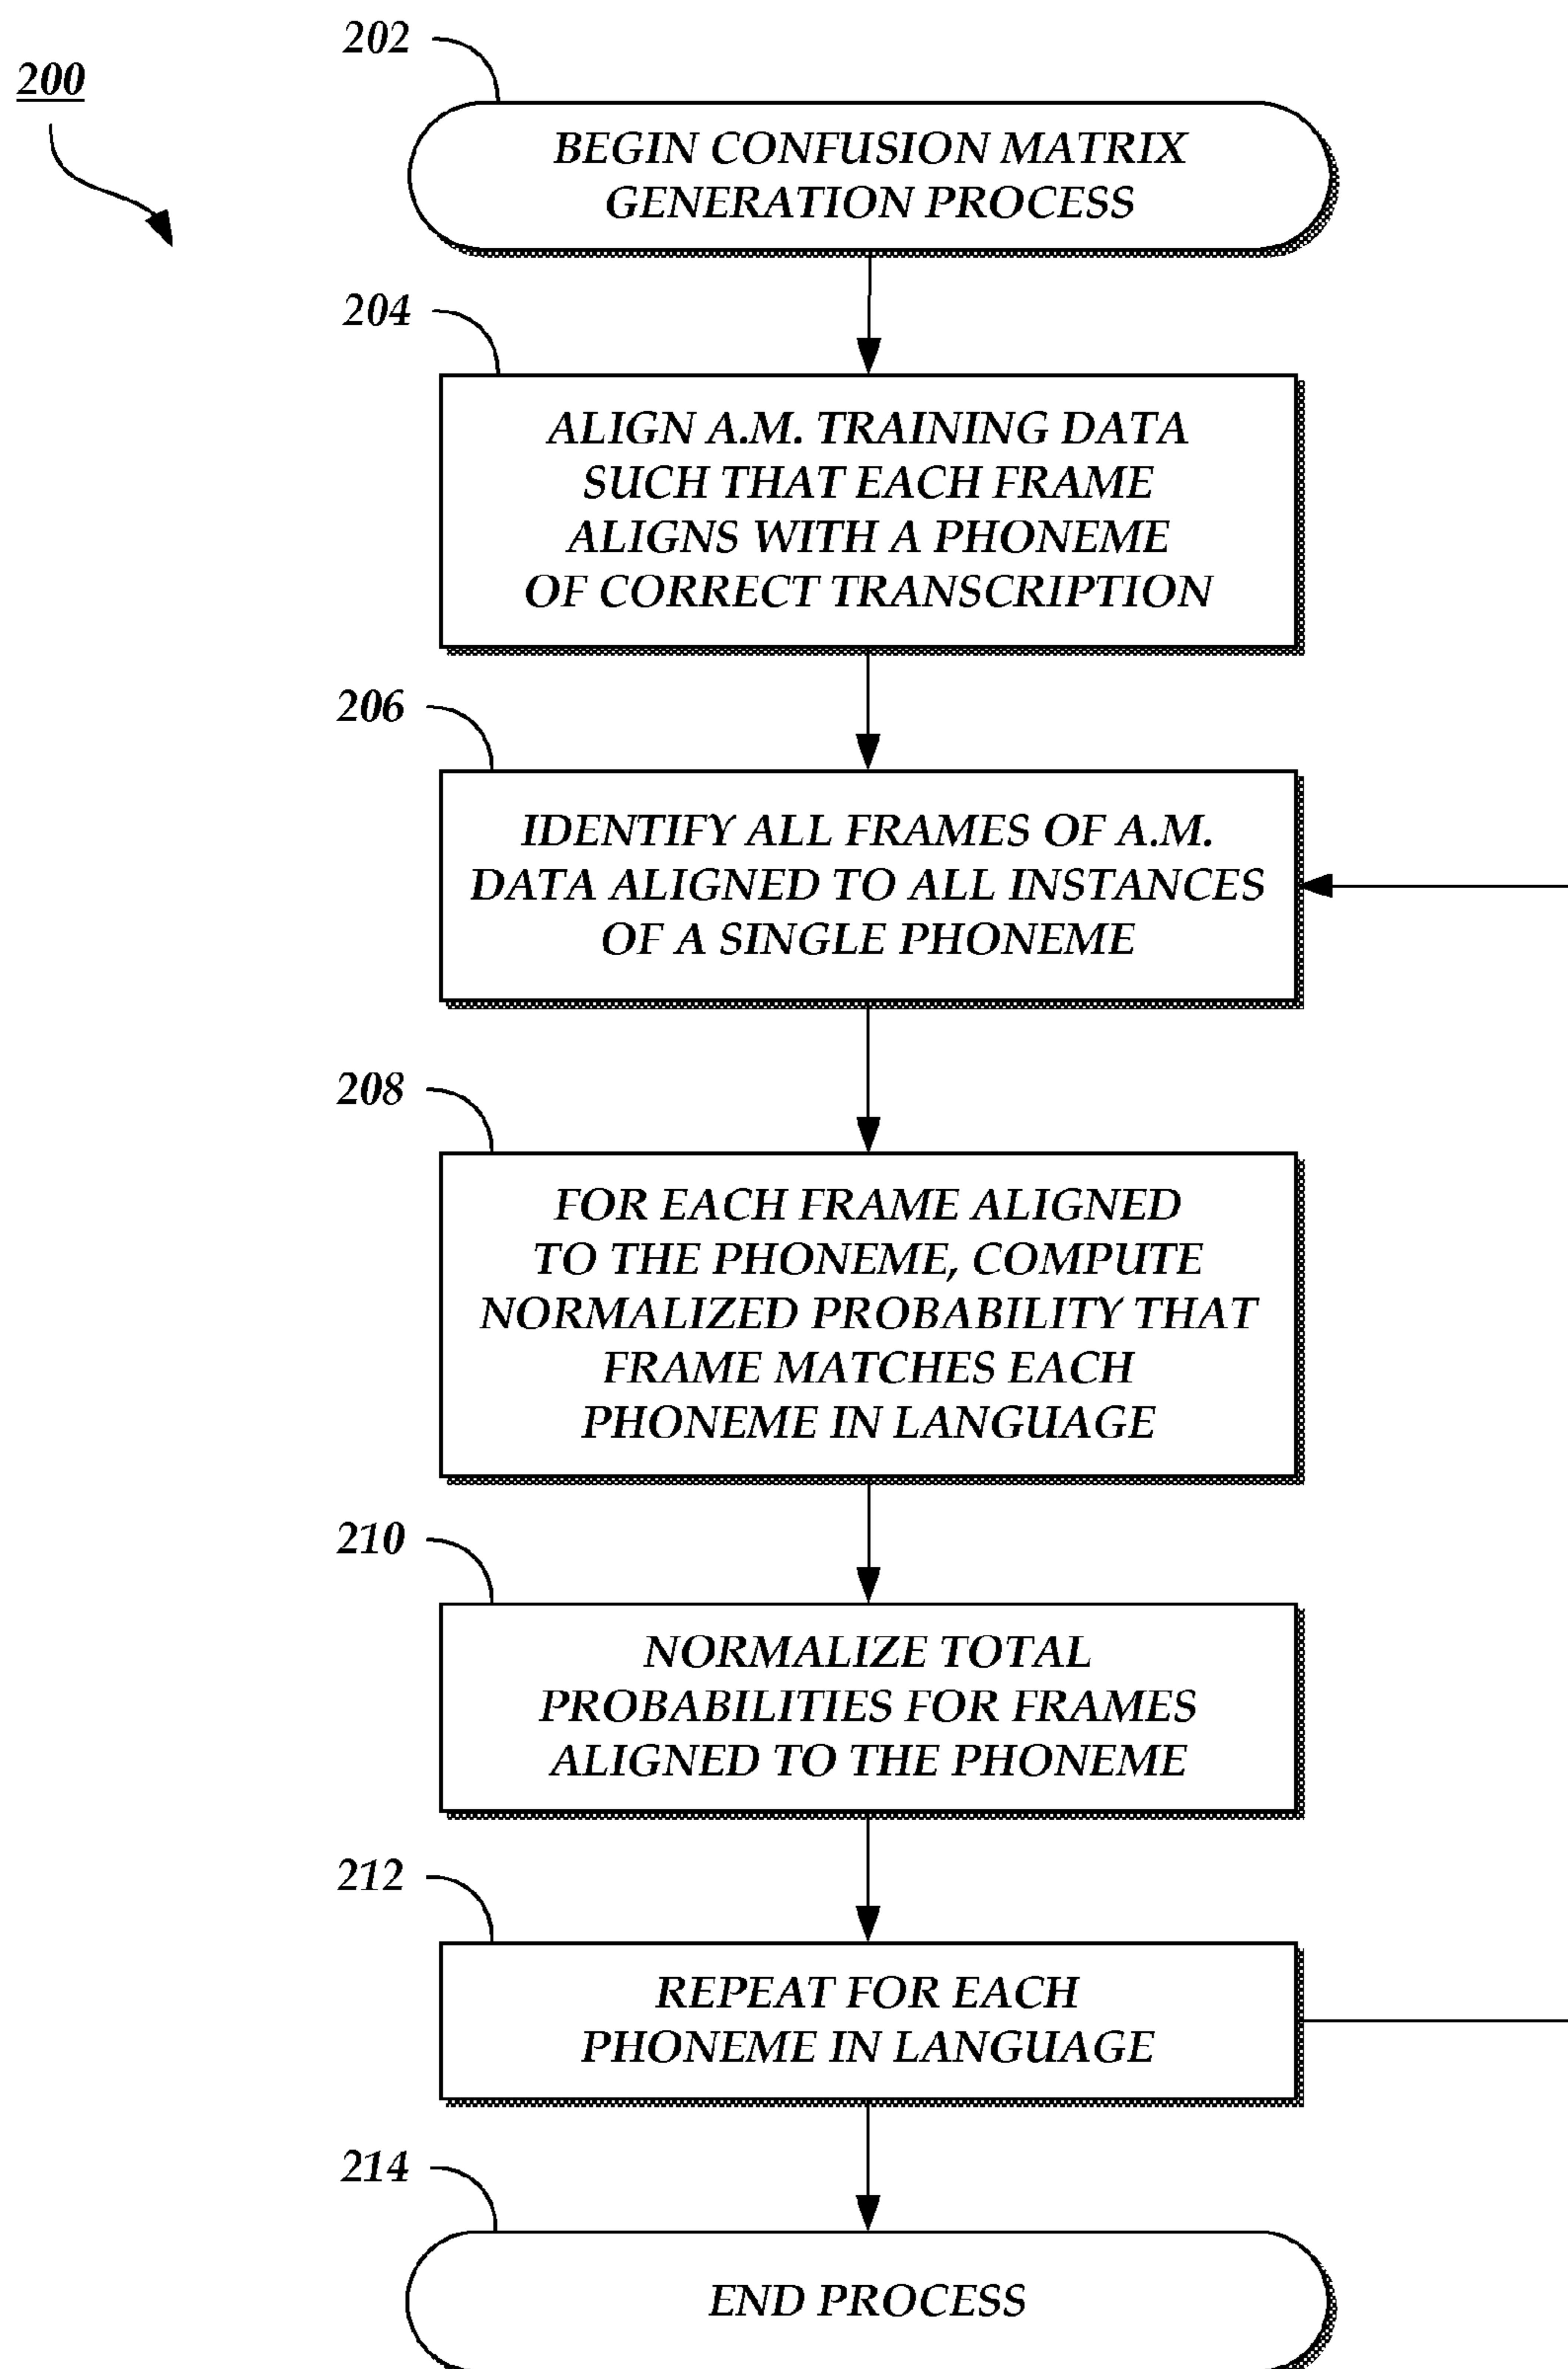 202
200
BEGIN CONFUSION MATRIX
GENERATION PROCESS
204
ALIGN A.M. TRAINING DATA
SUCH THAT EACH FRAME
ALIGNS WITH A PHONEME
OF CORRECT TRANSCRIPTION
206
IDENTIFY ALL FRAMES OF A.M.
DATA ALIGNED TO ALL INSTANCES
OF A SINGLE PHONEME
208
FOR EACH FRAME ALIGNED
TO THE PHONEME, COMPUTE
NORMALIZED PROBABILITY THAT
FRAME MATCHES EACH
PHONEME IN LANGUAGE
210
NORMALIZE TOTAL
PROBABILITIES FOR FRAMES
ALIGNED TO THE PHONEME
212
REPEAT FOR EACH
PHONEME IN LANGUAGE
214
END PROCESS